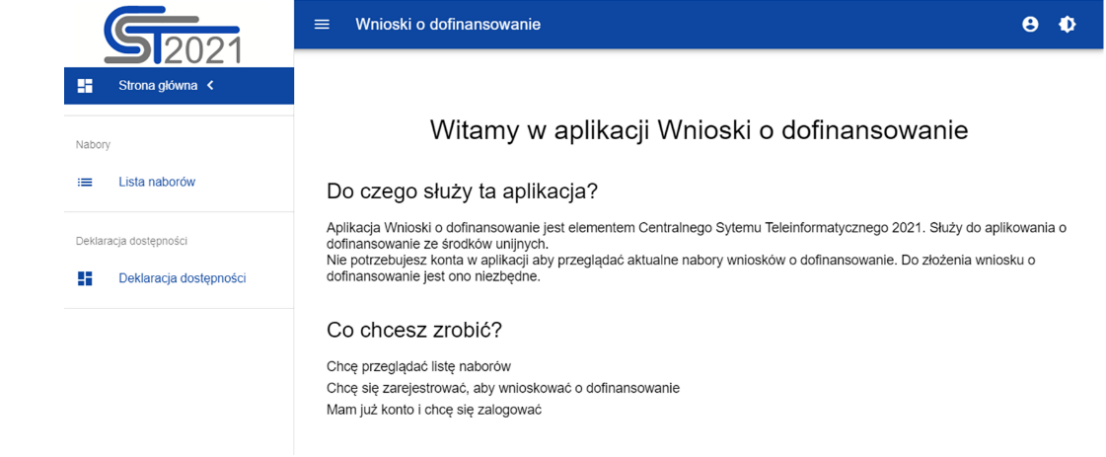 ST2021
Wnioski o dofinansowanie
Strona główna
Nabory
Lista naborów
Deklaracja dostępności
Deklaracja dostępności
Witamy w aplikacji Wnioski o dofinansowanie
Do czego służy ta aplikacja?
Aplikacja Wnioski o dofinansowanie jest elementem Centralnego Sytemu Teleinformatycznego 2021. Służy do aplikowania o
dofinansowanie ze środków unijnych.
Nie potrzebujesz konta w aplikacji aby przeglądać aktualne nabory wniosków o dofinansowanie. Do złożenia wniosku o
dofinansowanie jest ono niezbędne.
Co chcesz zrobić?
Chcę przeglądać listę naborów
Chcę się zarejestrować, aby wnioskować o dofinansowanie
Mam już konto i chcę się zalogować